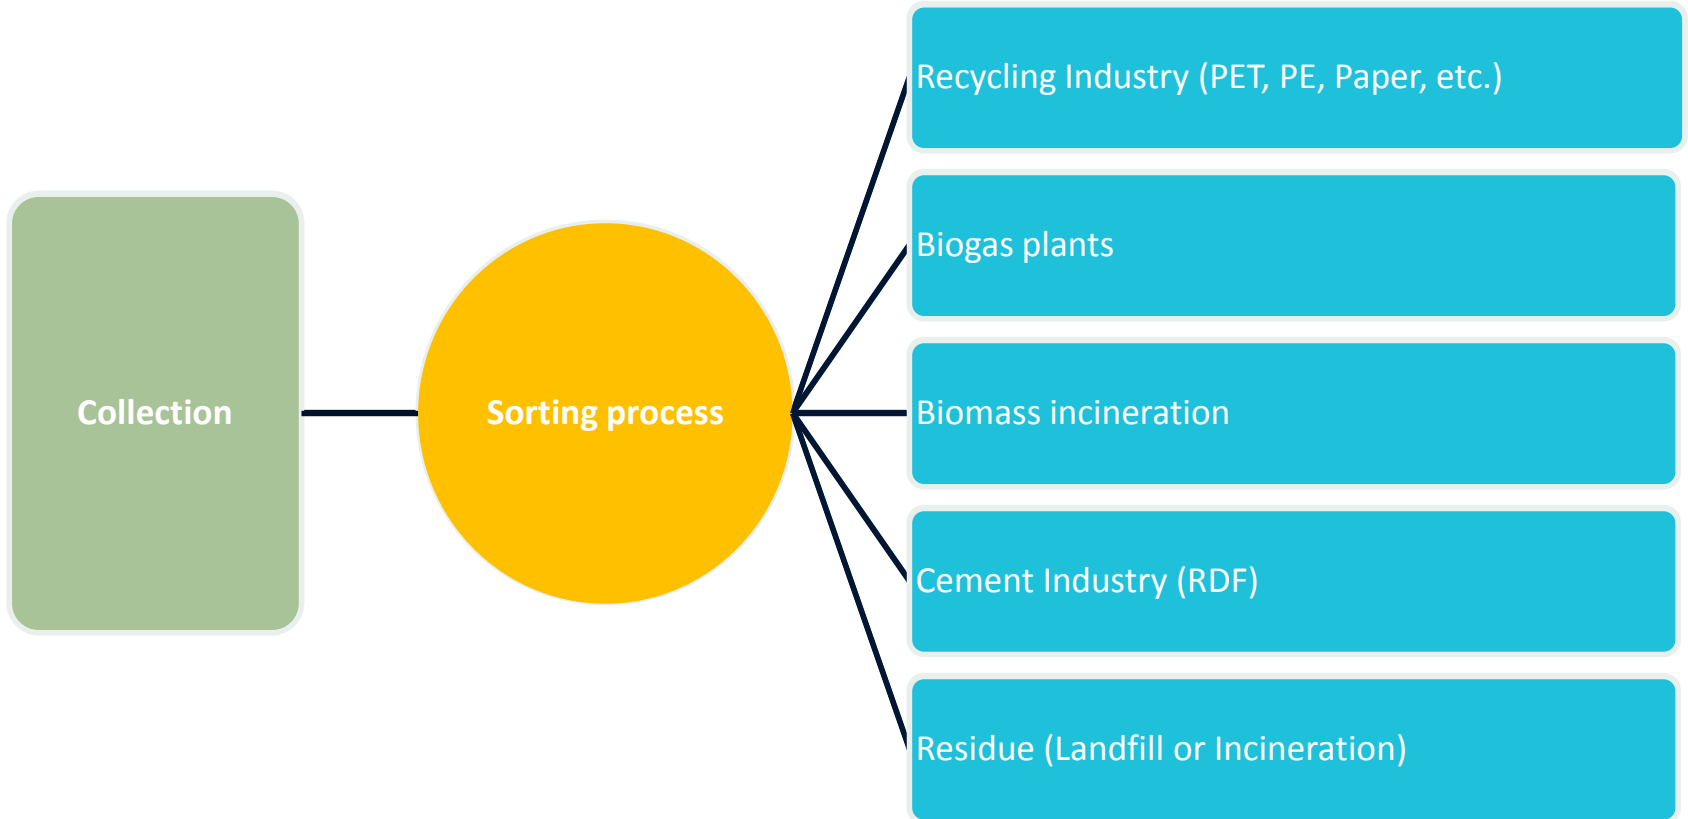 Collection
Sorting process
Recycling Industry (PET, PE, Paper, etc.)
Biogas plants
Biomass incineration
Cement Industry (RDF)
Residue (Landfill or Incineration)